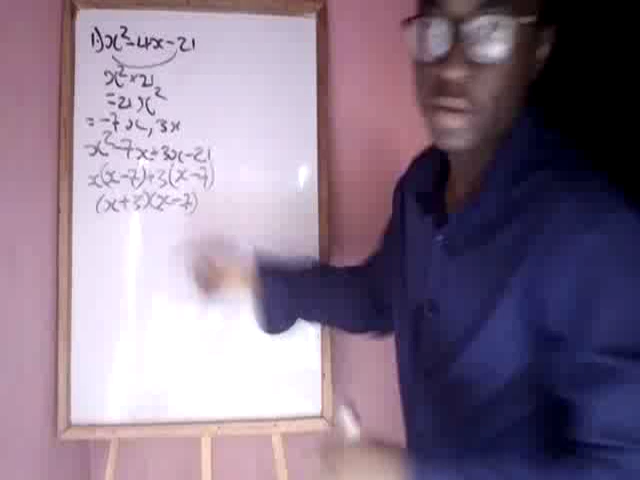 1) x² - 4x - 21
x² × 21
= 21x²
= -7x, 3x
x² - 7x + 3x - 21
x(x-7) + 3(x-7)
(x+3)(x-7)